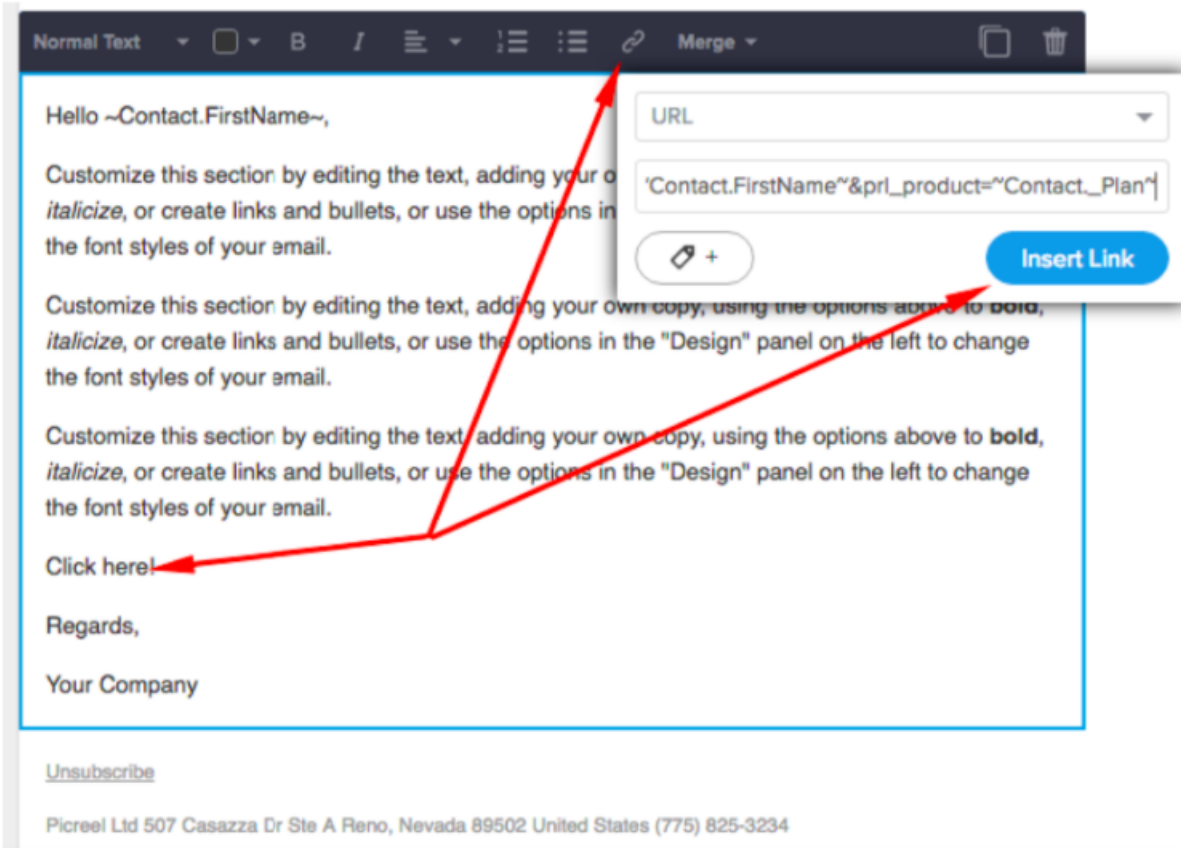 Normal Text B I Merge
URL
'Contact.FirstName~&prl_product=~Contact._Plan~
+ Insert Link
Hello ~Contact.FirstName~,
Customize this section by editing the text, adding your o
italicize, or create links and bullets, or use the options in
the font styles of your email.
Customize this section by editing the text, adding your own copy, using the options above to bold,
italicize, or create links and bullets, or use the options in the "Design" panel on the left to change
the font styles of your email.
Customize this section by editing the text, adding your own copy, using the options above to bold,
italicize, or create links and bullets, or use the options in the "Design" panel on the left to change
the font styles of your email.
Click here!
Regards,
Your Company
Unsubscribe
Picreel Ltd 507 Casazza Dr Ste A Reno, Nevada 89502 United States (775) 825-3234